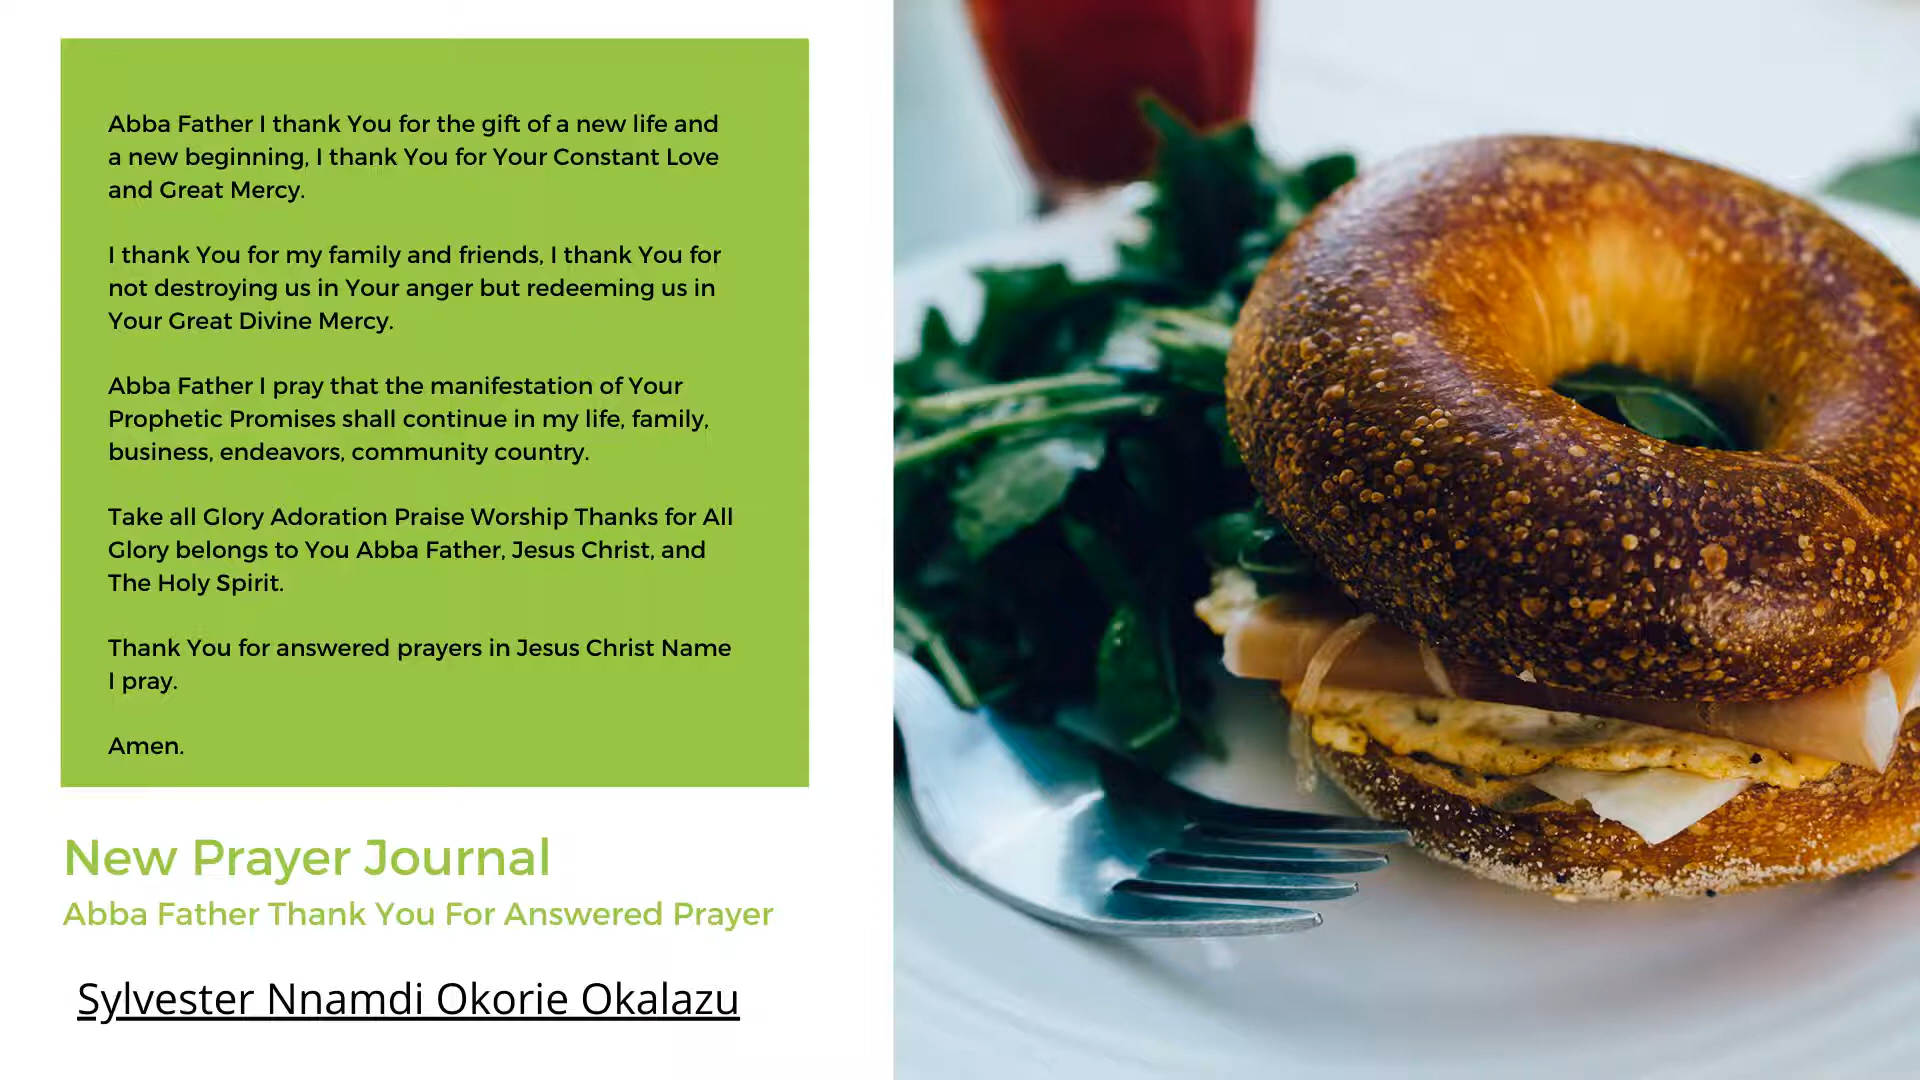 Abba Father I thank You for the gift of a new life and
a new beginning, I thank You for Your Constant Love
and Great Mercy.
I thank You for my family and friends, I thank You for
not destroying us in Your anger but redeeming us in
Your Great Divine Mercy.
Abba Father I pray that the manifestation of Your
Prophetic Promises shall continue in my life, family,
business, endeavors, community country.
Take all Glory Adoration Praise Worship Thanks for All
Glory belongs to You Abba Father, Jesus Christ, and
The Holy Spirit.
Thank You for answered prayers in Jesus Christ Name
I pray.
Amen.
New Prayer Journal
Abba Father Thank You For Answered Prayer
Sylvester Nnamdi Okorie Okalazu